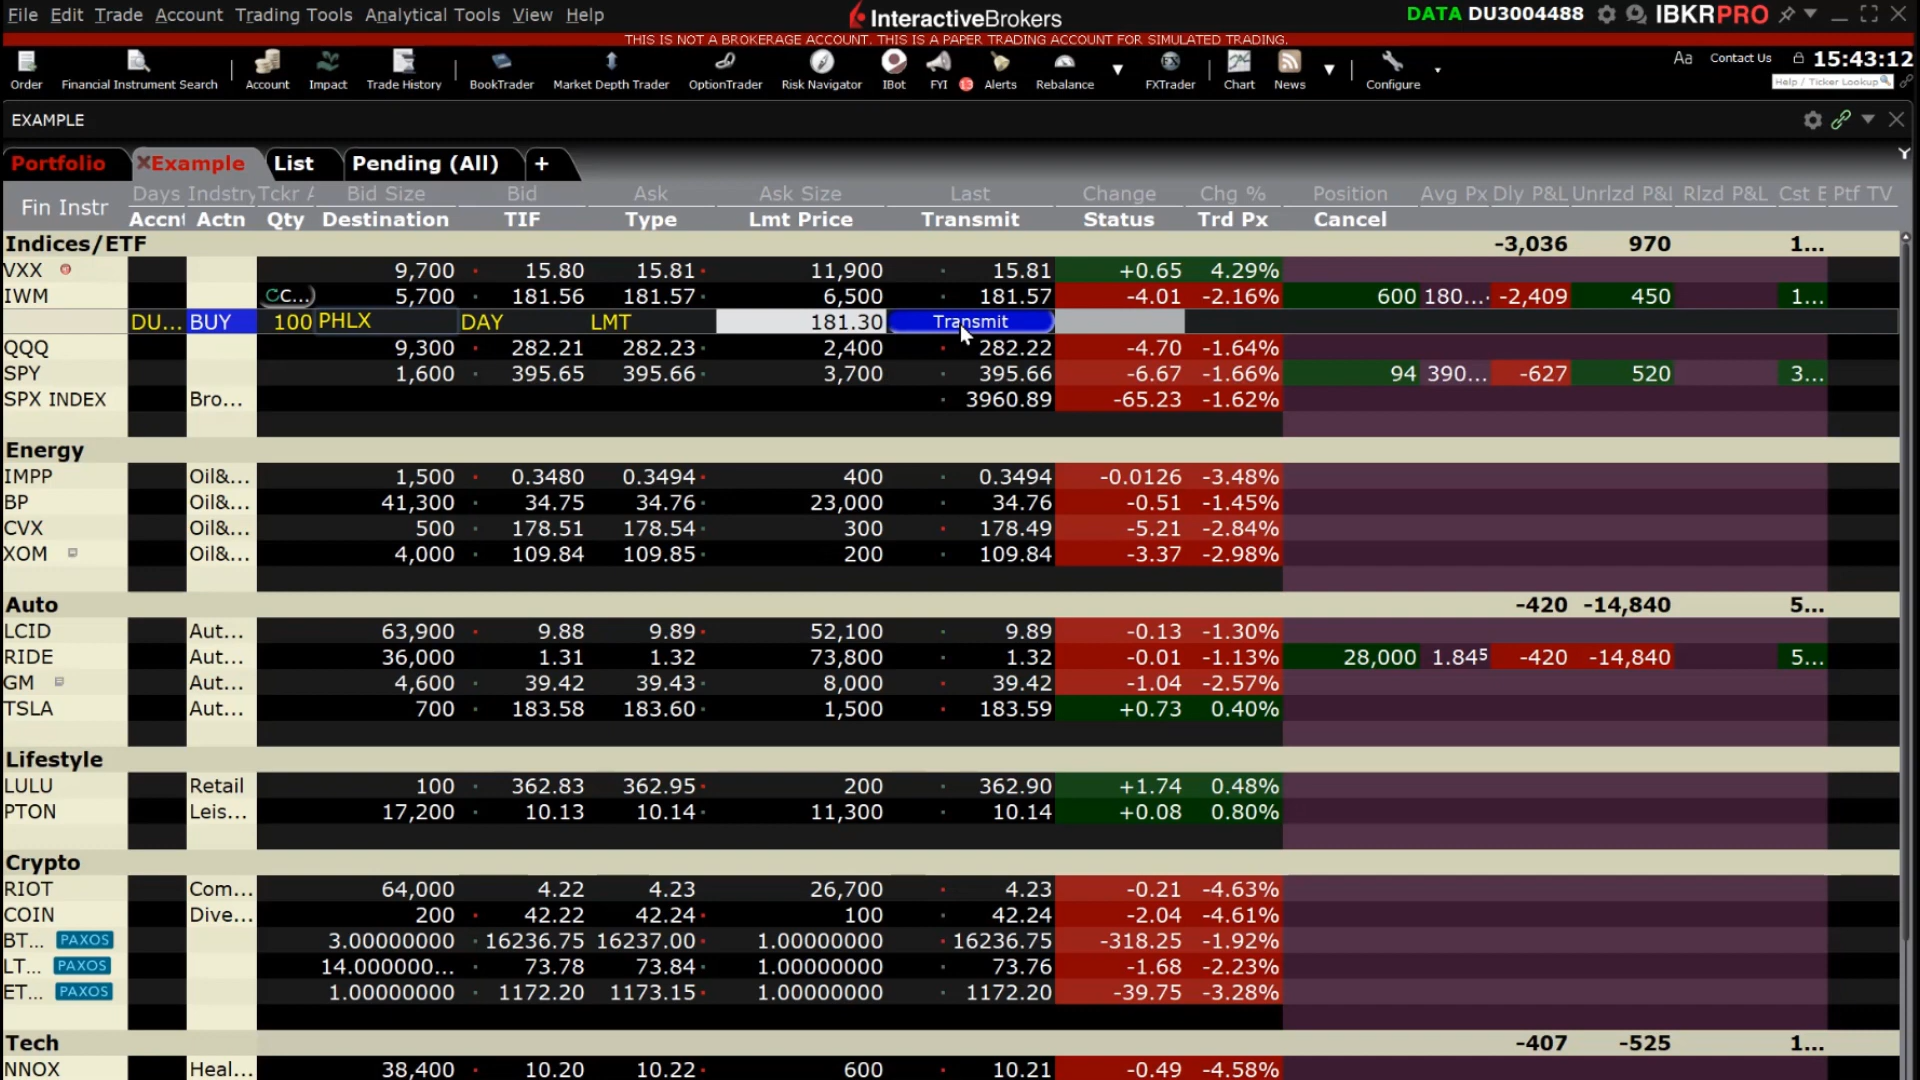 File Edit Trade Account Trading Tools Analytical Tools View Help InteractiveBrokers DATA DU3004488 IBKRPRO
THIS IS NOT A BROKERAGE ACCOUNT. THIS IS A PAPER TRADING ACCOUNT FOR SIMULATED TRADING.
Aa Contact Us 15:43:12
Order Financial Instrument Search Account Impact Trade History BookTrader Market Depth Trader OptionTrader Risk Navigator IBot FYI 13 Alerts Rebalance FXTrader Chart News Configure Help / Ticker Lookup
EXAMPLE
Portfolio Example List Pending (All) +
Fin Instr
Days Indstry Tckr Bid Size Bid Ask Ask Size Last Change Chg % Position Avg Px Dly P&L Unrlzd P&L Rlzd P&L Cst Ptf TV
Accnt Actn Qty Destination TIF Type Lmt Price Transmit Status Trd Px Cancel
Indices/ETF -3,036 970 1...
VXX 9,700 15.80 15.81 11,900 15.81 +0.65 4.29%
IWM C... 5,700 181.56 181.57 6,500 181.57 -4.01 -2.16% 600 180... -2,409 450 1...
DU... BUY 100 PHLX DAY LMT 181.30 Transmit
QQQ 9,300 282.21 282.23 2,400 282.22 -4.70 -1.64%
SPY 1,600 395.65 395.66 3,700 395.66 -6.67 -1.66% 94 390... -627 520 3...
SPX INDEX Bro... 3960.89 -65.23 -1.62%
Energy
IMPP Oil&... 1,500 0.3480 0.3494 400 0.3494 -0.0126 -3.48%
BP Oil&... 41,300 34.75 34.76 23,000 34.76 -0.51 -1.45%
CVX Oil&... 500 178.51 178.54 300 178.49 -5.21 -2.84%
XOM Oil&... 4,000 109.84 109.85 200 109.84 -3.37 -2.98%
Auto -420 -14,840 5...
LCID Aut... 63,900 9.88 9.89 52,100 9.89 -0.13 -1.30%
RIDE Aut... 36,000 1.31 1.32 73,800 1.32 -0.01 -1.13% 28,000 1.845 -420 -14,840 5...
GM Aut... 4,600 39.42 39.43 8,000 39.42 -1.04 -2.57%
TSLA Aut... 700 183.58 183.60 1,500 183.59 +0.73 0.40%
Lifestyle
LULU Retail 100 362.83 362.95 200 362.90 +1.74 0.48%
PTON Leis... 17,200 10.13 10.14 11,300 10.14 +0.08 0.80%
Crypto
RIOT Com... 64,000 4.22 4.23 26,700 4.23 -0.21 -4.63%
COIN Dive... 200 42.22 42.24 100 42.24 -2.04 -4.61%
BT... PAXOS 3.00000000 16236.75 16237.00 1.00000000 16236.75 -318.25 -1.92%
LT... PAXOS 14.000000... 73.78 73.84 1.00000000 73.76 -1.68 -2.23%
ET... PAXOS 1.00000000 1172.20 1173.15 1.00000000 1172.20 -39.75 -3.28%
Tech -407 -525 1...
NNOX Heal... 38,400 10.20 10.22 600 10.21 -0.49 -4.58%